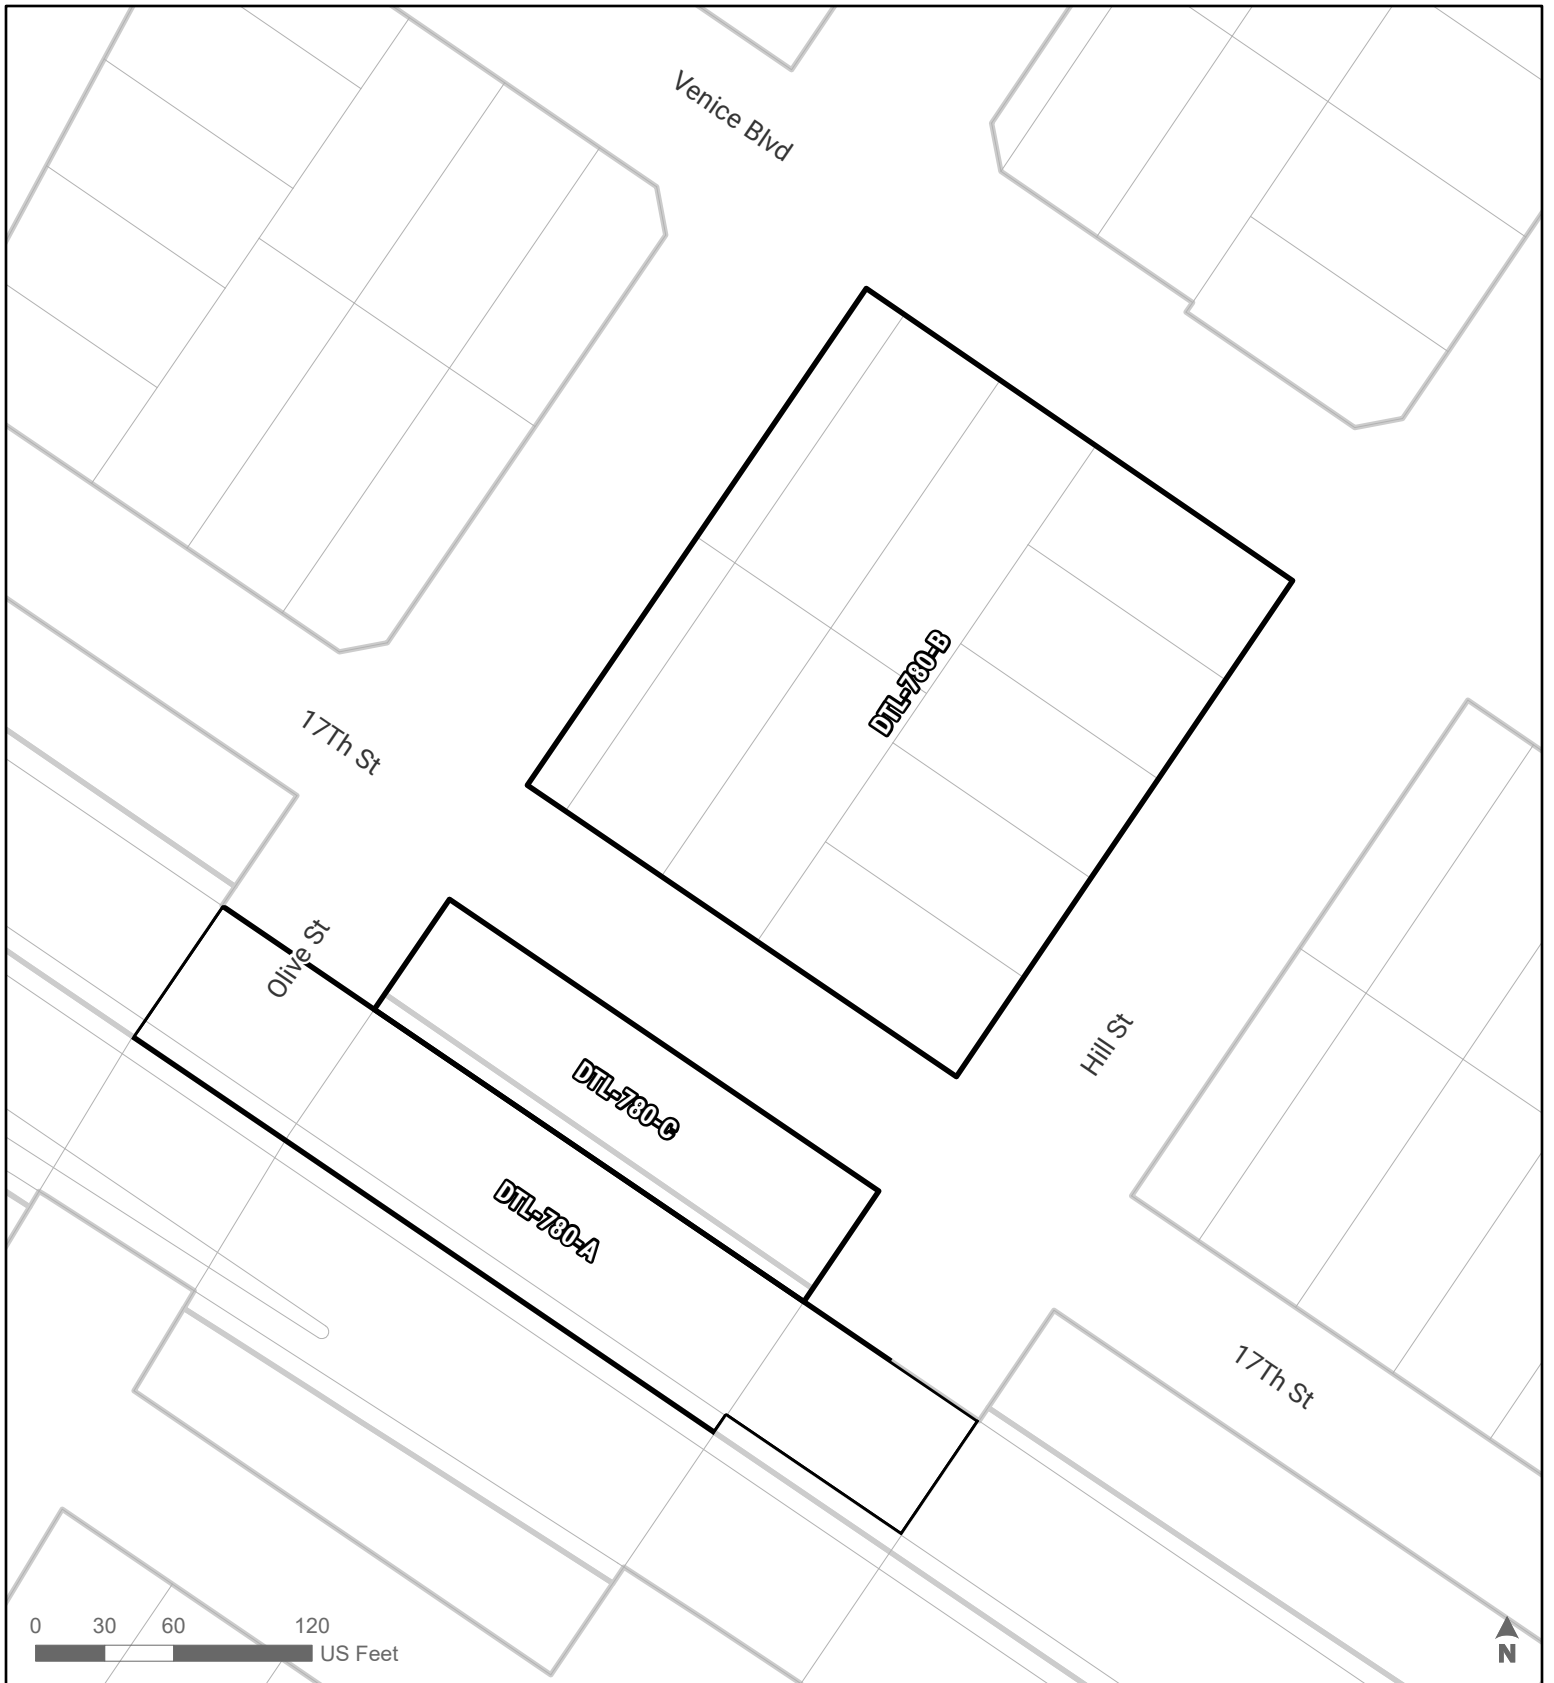 Venice Blvd
DTL-780-B
17Th St
Olive St
Hill St
DTL-780-C
DTL-780-A
17Th St
0 30 60 120
US Feet
N